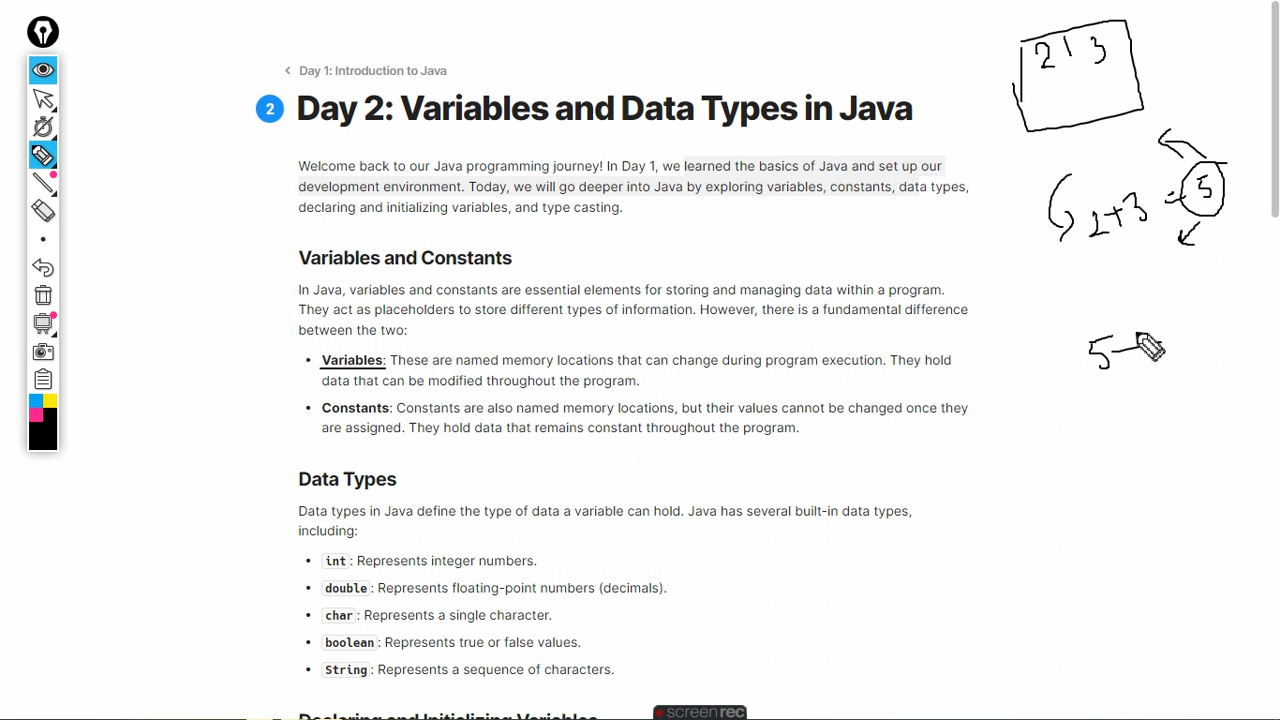 Day 1: Introduction to Java
2
Day 2: Variables and Data Types in Java
Welcome back to our Java programming journey! In Day 1, we learned the basics of Java and set up our
development environment. Today, we will go deeper into Java by exploring variables, constants, data types,
declaring and initializing variables, and type casting.
Variables and Constants
In Java, variables and constants are essential elements for storing and managing data within a program.
They act as placeholders to store different types of information. However, there is a fundamental difference
between the two:
• Variables: These are named memory locations that can change during program execution. They hold
data that can be modified throughout the program.
• Constants: Constants are also named memory locations, but their values cannot be changed once they
are assigned. They hold data that remains constant throughout the program.
Data Types
Data types in Java define the type of data a variable can hold. Java has several built-in data types,
including:
• int: Represents integer numbers.
• double: Represents floating-point numbers (decimals).
• char: Represents a single character.
• boolean: Represents true or false values.
• String: Represents a sequence of characters.
Declaring and Initializing Variables
screenrec
2 | 3
2+3 = 5
5